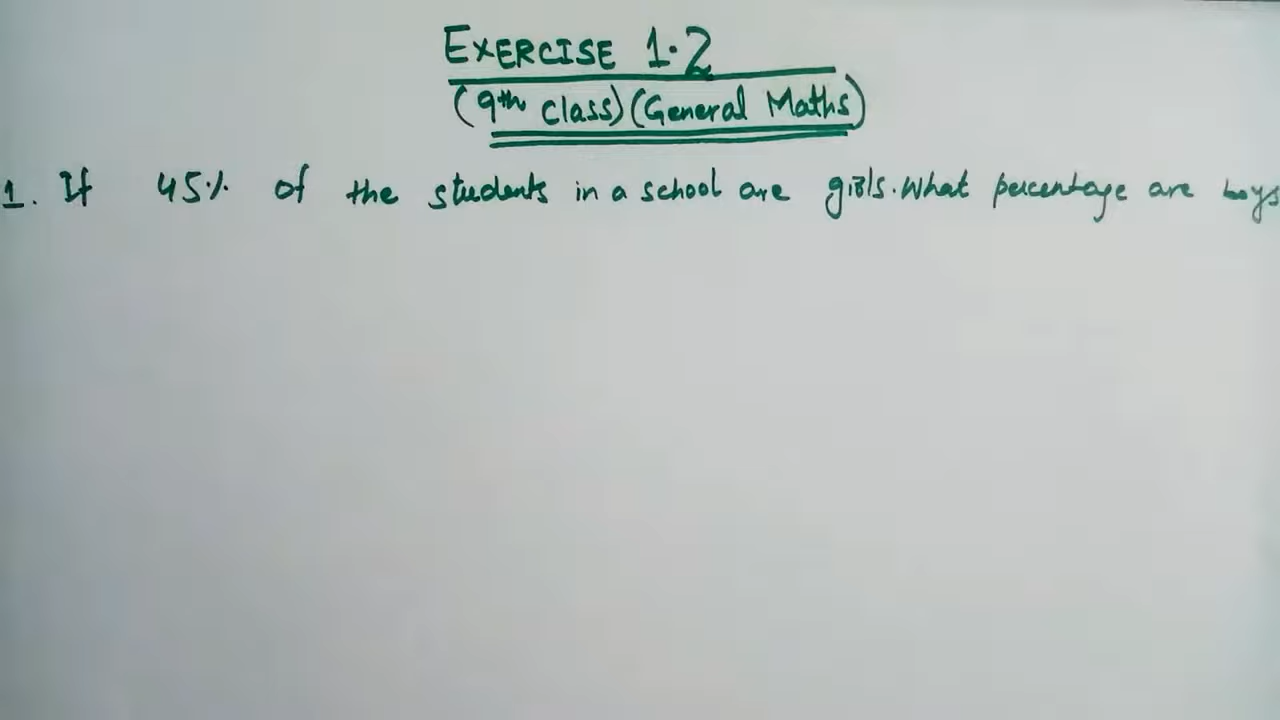 EXERCISE 1.2
(9th class) (General Maths)
1. If 45% of the students in a school are girls. What percentage are boys